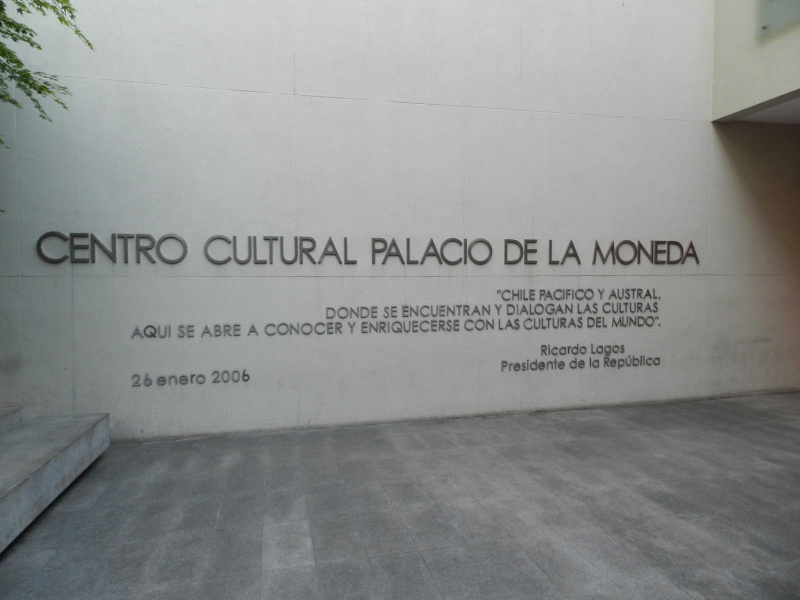 CENTRO CULTURAL PALACIO DE LA MONEDA
"CHILE PACIFICO Y AUSTRAL,
DONDE SE ENCUENTRAN Y DIALOGAN LAS CULTURAS
AQUI SE ABRE A CONOCER Y ENRIQUECERSE CON LAS CULTURAS DEL MUNDO".
Ricardo Lagos
Presidente de la República
26 enero 2006